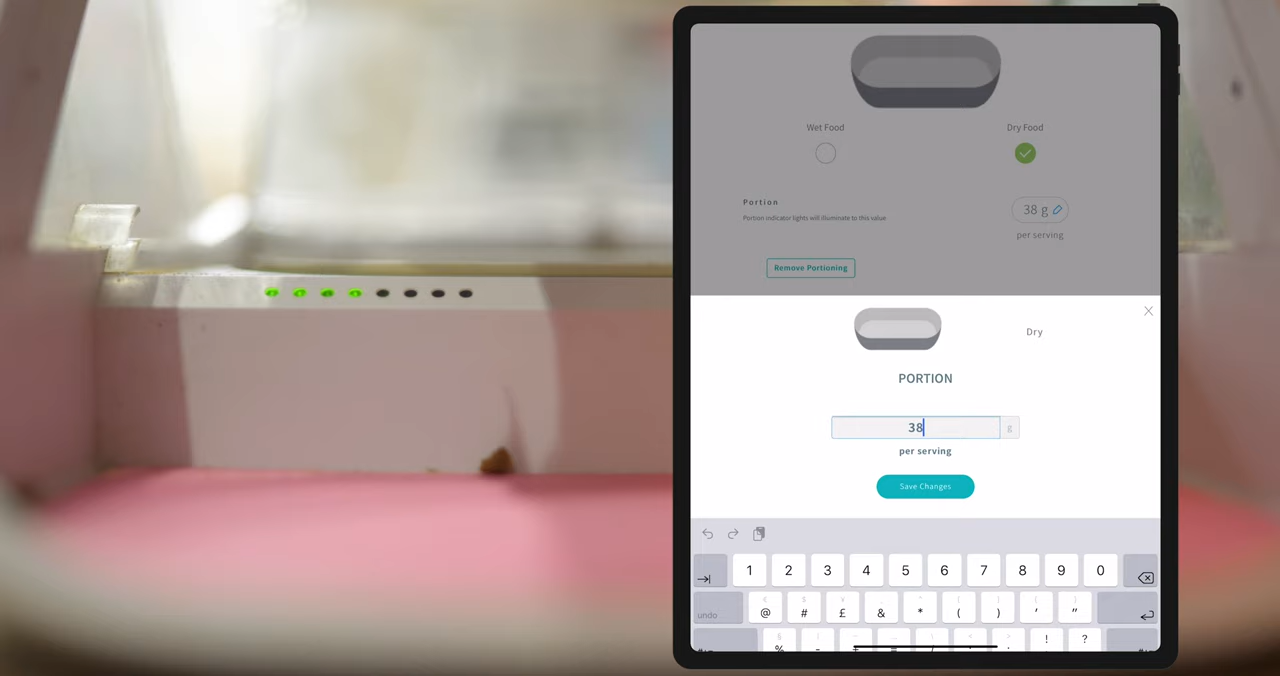 Wet Food
Dry Food
Portion
Portion indicator lights will illuminate to this value
38 g
per serving
Remove Portioning
Dry
PORTION
38 g
per serving
Save Changes
1 2 3 4 5 6 7 8 9 0
undo @ # £ & * ( ) ' "
% - ! ?